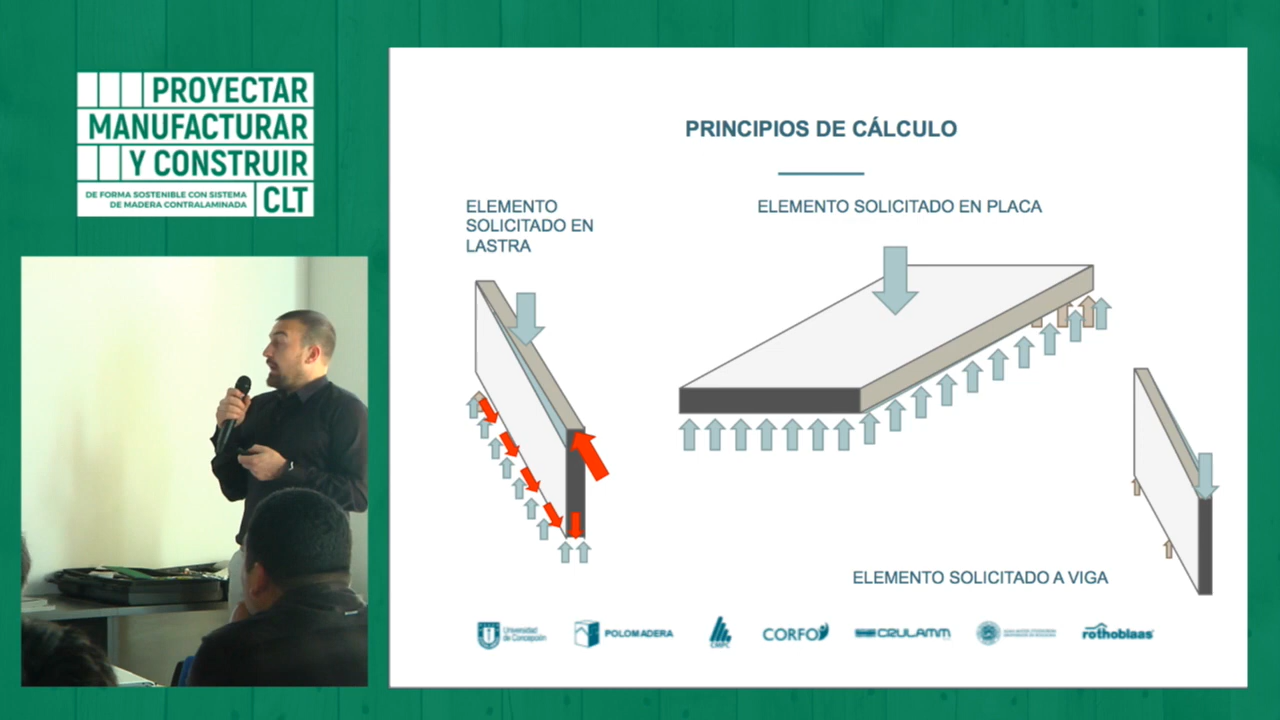 PROYECTAR
MANUFACTURAR
Y CONSTRUIR
DE FORMA SOSTENIBLE CON SISTEMA
DE MADERA CONTRALAMINADA
CLT
PRINCIPIOS DE CÁLCULO
ELEMENTO
SOLICITADO EN
LASTRA
ELEMENTO SOLICITADO EN PLACA
ELEMENTO SOLICITADO A VIGA
Universidad
de Concepción
POLOMADERA
CMPC
CORFO
CRULAMM
rothoblaas